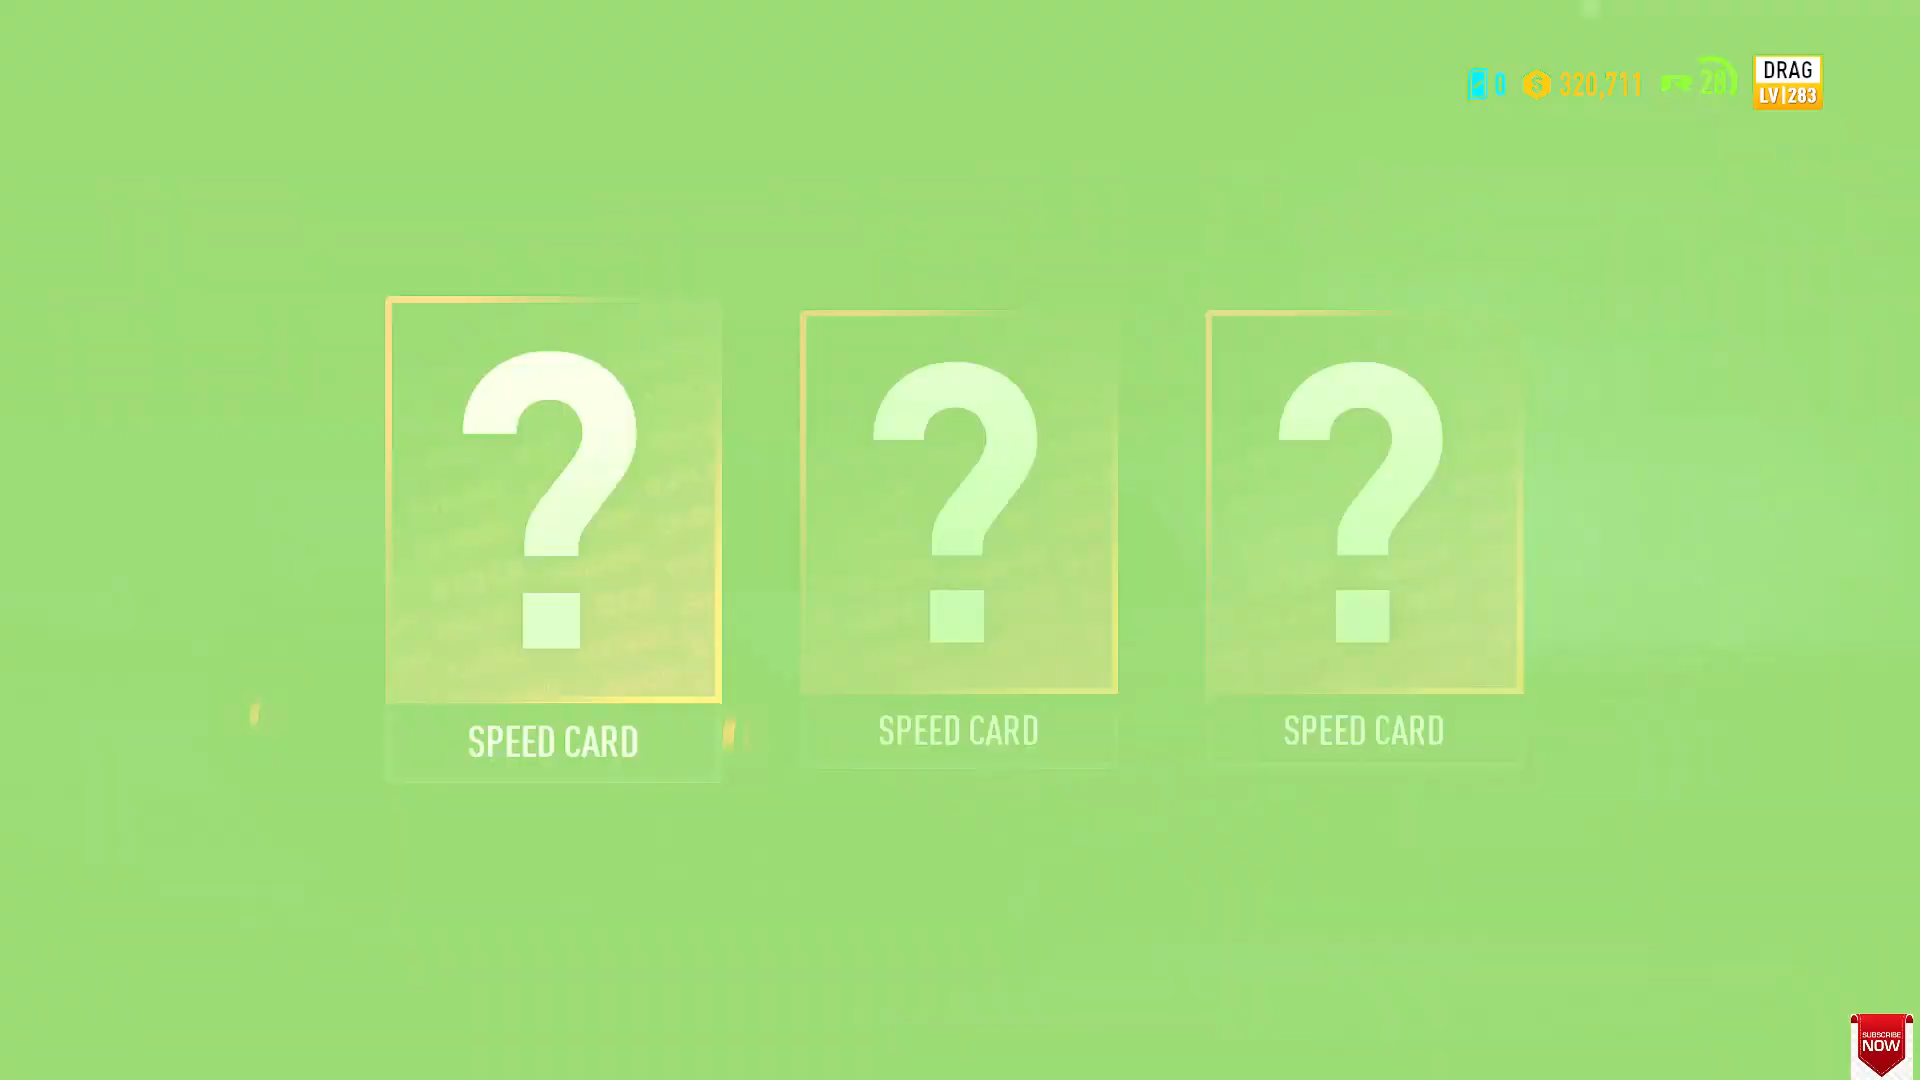 0 320,711 28 DRAG
LV|283
?
?
?
SPEED CARD
SPEED CARD
SPEED CARD
SUBSCRIBE
NOW